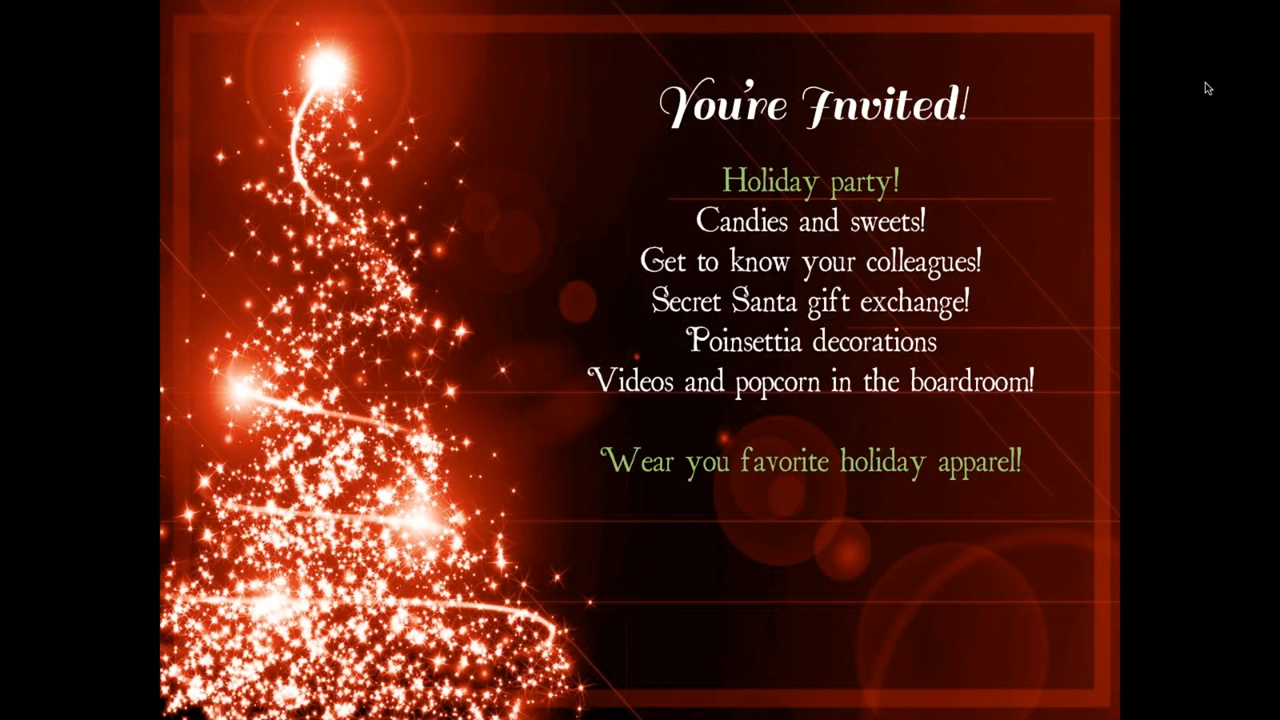 You're Invited!
Holiday party!
Candies and sweets!
Get to know your colleagues!
Secret Santa gift exchange!
Poinsettia decorations
Videos and popcorn in the boardroom!
Wear you favorite holiday apparel!